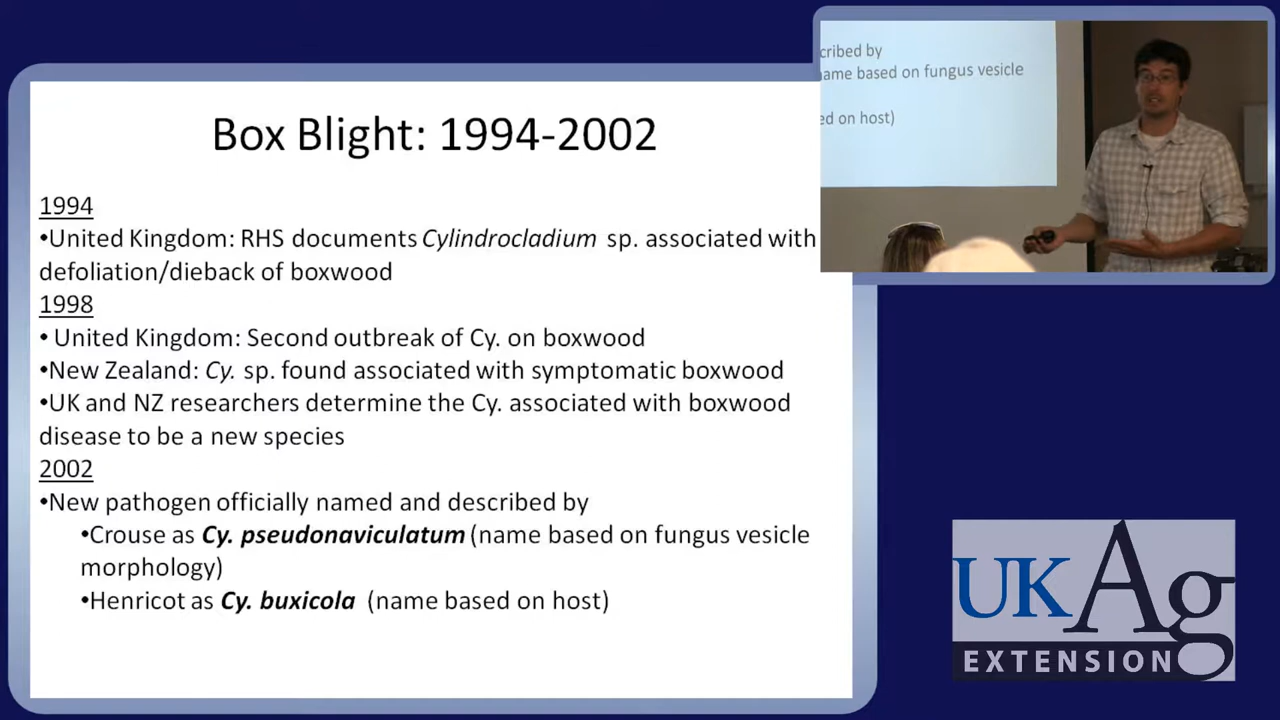 Box Blight: 1994-2002
1994
•United Kingdom: RHS documents Cylindrocladium sp. associated with
defoliation/dieback of boxwood
1998
• United Kingdom: Second outbreak of Cy. on boxwood
•New Zealand: Cy. sp. found associated with symptomatic boxwood
•UK and NZ researchers determine the Cy. associated with boxwood
disease to be a new species
2002
•New pathogen officially named and described by
•Crouse as Cy. pseudonaviculatum (name based on fungus vesicle
morphology)
•Henricot as Cy. buxicola (name based on host)
cribed by
ame based on fungus vesicle
ed on host)
UKAg
EXTENSION